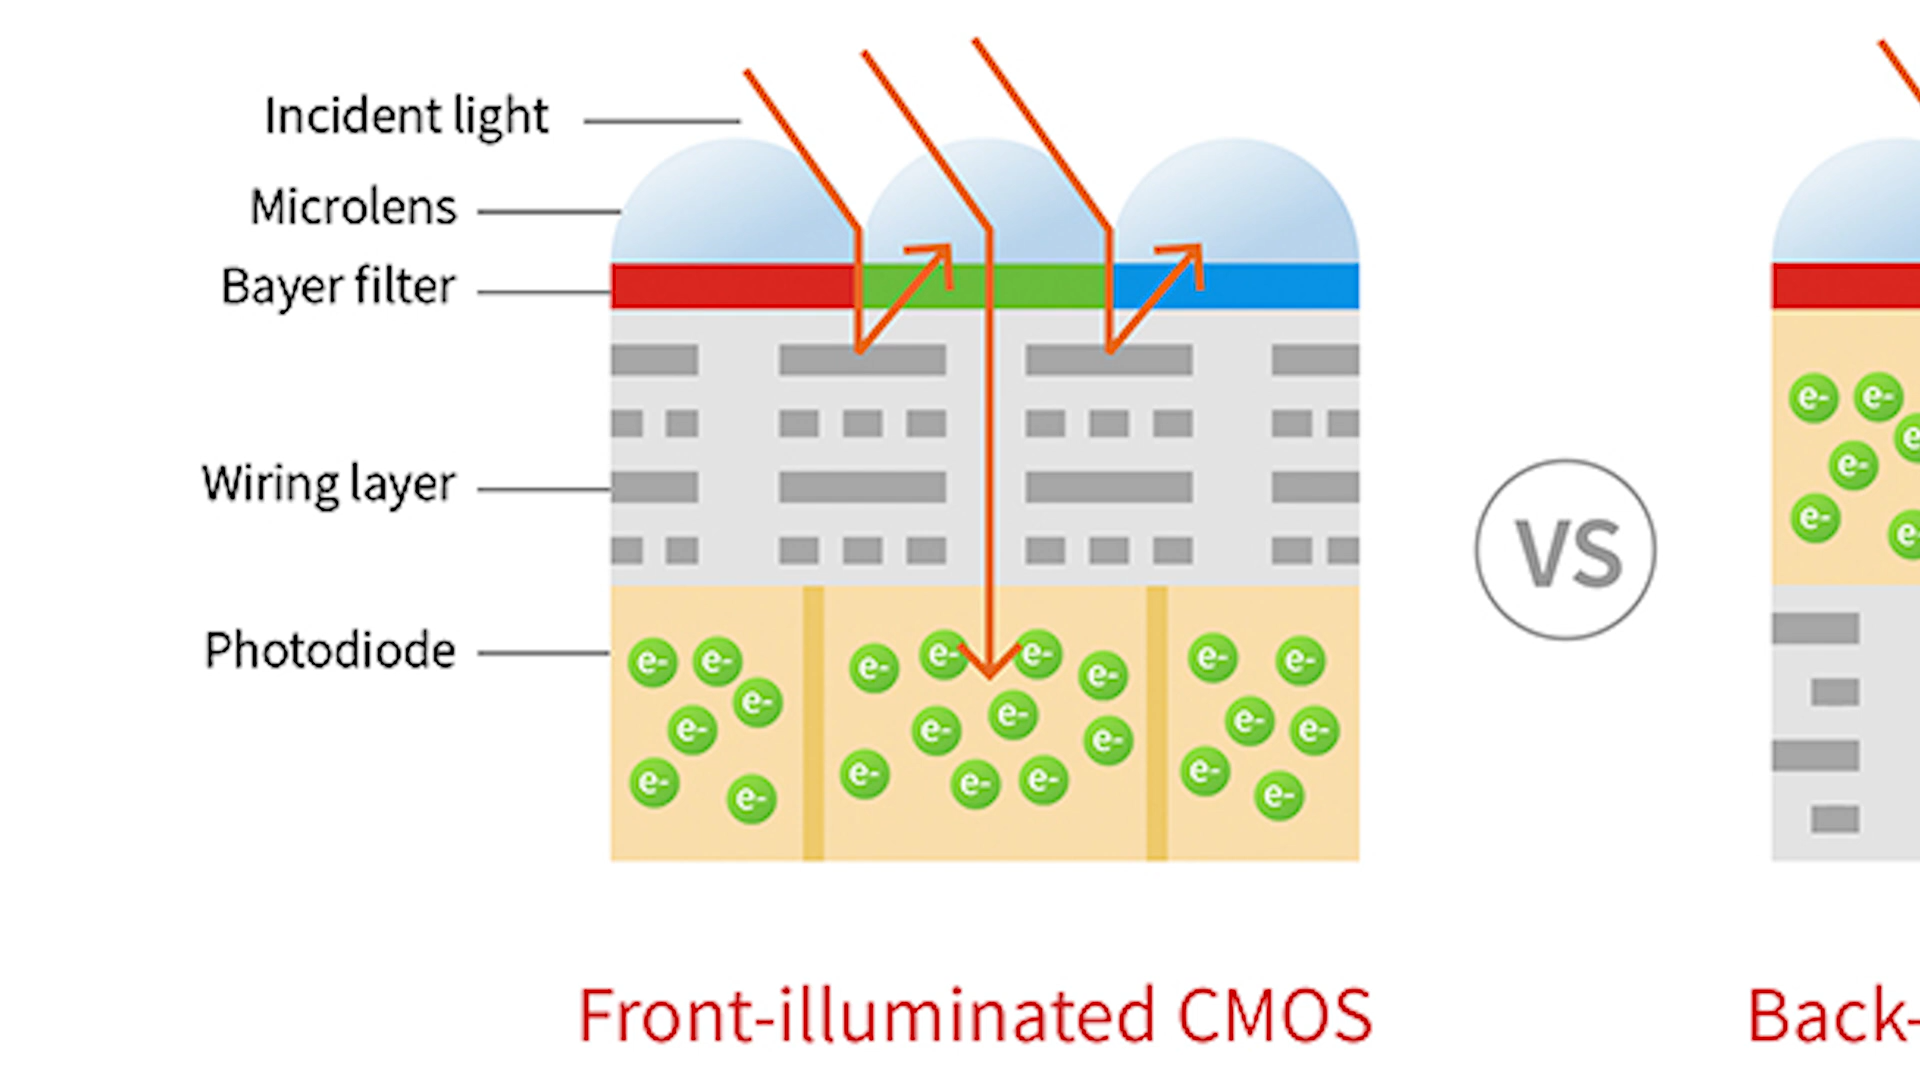 Incident light
Microlens
Bayer filter
Wiring layer
Photodiode
e- e- e- e- e- e-
e- e- e- e- e- e- e- e- e- e-
e- e- e- e- e- e-
VS
e- e- e- e- e- e-
Front-illuminated CMOS
Back-